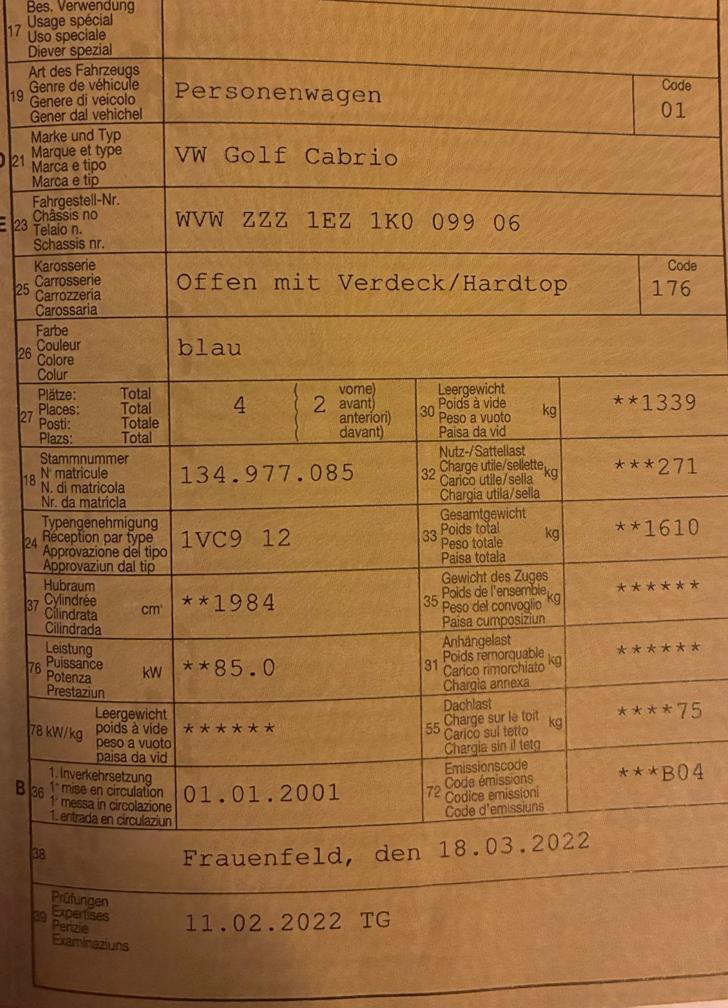 Bes. Verwendung
17 Usage spécial
Uso speciale
Diever spezial
Art des Fahrzeugs
19 Genre de véhicule
Genere di veicolo
Gener dal vehichel
Personenwagen
Code
01
Marke und Typ
21 Marque et type
Marca e tipo
Marca e tip
VW Golf Cabrio
Fahrgestell-Nr.
E 23 Châssis no
Telaio n.
Schassis nr.
WVW ZZZ 1EZ 1K0 099 06
Karosserie
25 Carrosserie
Carrozzeria
Carossaria
Offen mit Verdeck/Hardtop
Code
176
Farbe
26 Couleur
Colore
Colur
blau
Plätze: Total
27 Places: Total
Posti: Totale
Plazs: Total
4 ( 2 vorne)
( avant)
( anteriori)
( davant)
Leergewicht
30 Poids à vide kg
Peso a vuoto
Paisa da vid
**1339
Stammnummer
18 N° matricule
N. di matricola
Nr. da matricla
134.977.085
Nutz-/Sattellast
32 Charge utile/sellette kg
Carico utile/sella
Chargia utila/sella
***271
Typengenehmigung
24 Réception par type
Approvazione del tipo
Approvaziun dal tip
1VC9 12
Gesamtgewicht
33 Poids total kg
Peso totale
Paisa totala
**1610
Hubraum
37 Cylindrée cm³
Cilindrata
Cilindrada
**1984
Gewicht des Zuges
35 Poids de l'ensemble kg
Peso del convoglio
Paisa cumposiziun
******
Leistung
76 Puissance kW
Potenza
Prestaziun
**85.0
Anhängelast
31 Poids remorquable kg
Carico rimorchiato
Chargia annexa
******
Leergewicht
78 kW/kg poids à vide
peso a vuoto
paisa da vid
******
Dachlast
55 Charge sur le toit kg
Carico sul tetto
Chargia sin il tetg
****75
1. Inverkehrsetzung
B 36 1re mise en circulation
1a messa in circolazione
1. entrada en circulaziun
01.01.2001
Emissionscode
72 Code émissions
Codice emissioni
Code d'emissiuns
***B04
38
Frauenfeld, den 18.03.2022
Prüfungen
39 Expertises
Perizie
Examinaziuns
11.02.2022 TG